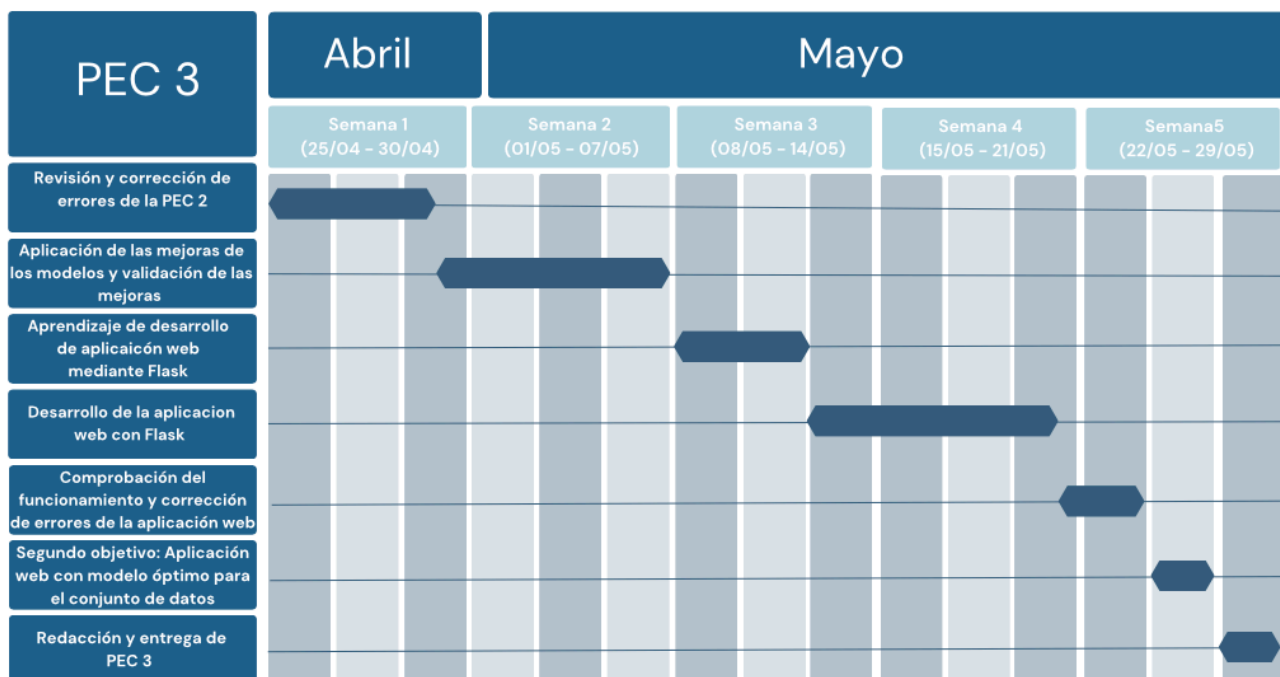 PEC 3
Abril
Mayo
Semana 1
(25/04 - 30/04)
Semana 2
(01/05 - 07/05)
Semana 3
(08/05 - 14/05)
Semana 4
(15/05 - 21/05)
Semana5
(22/05 - 29/05)
Revisión y corrección de
errores de la PEC 2
Aplicación de las mejoras de
los modelos y validación de las
mejoras
Aprendizaje de desarrollo
de aplicaicón web
mediante Flask
Desarrollo de la aplicacion
web con Flask
Comprobación del
funcionamiento y corrección
de errores de la aplicación web
Segundo objetivo: Aplicación
web con modelo óptimo para
el conjunto de datos
Redacción y entrega de
PEC 3